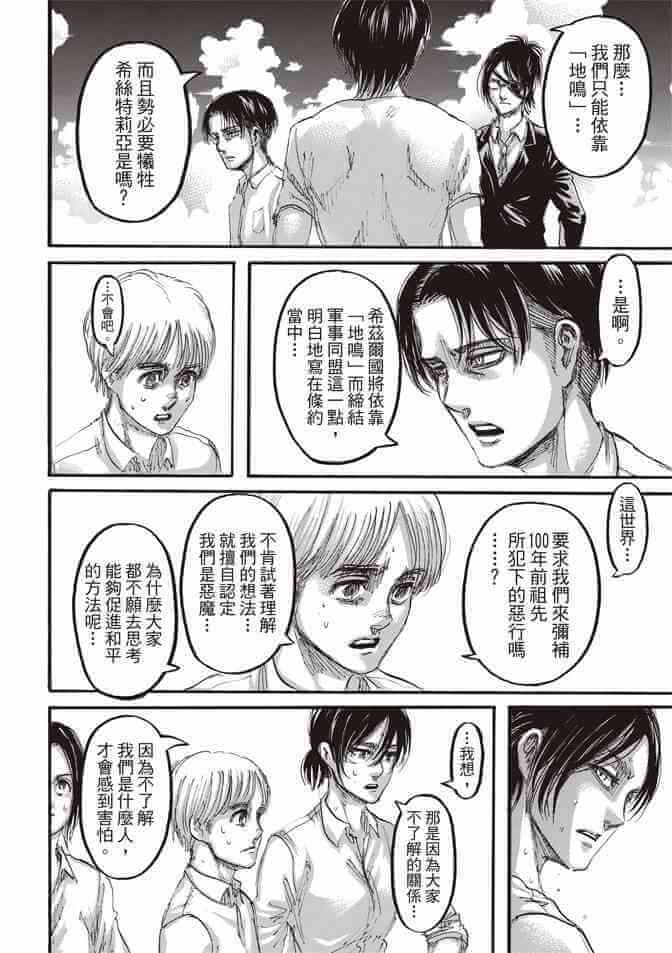 那麼…
我們只能依靠
「地鳴」…
而且勢必要犧牲
希絲特莉亞是嗎？
…是啊。
希茲爾國將依靠
「地鳴」而締結
軍事同盟這一點，
明白地寫在條約
當中…
…不會吧。
這世界…
要求我們來彌補
100年前祖先
所犯下的惡行嗎
……？
不肯試著理解
我們的想法…
就擅自認定
我們是惡魔…
為什麼大家
都不願去思考
能夠促進和平
的方法呢…
…我想，
那是因為大家
不了解的關係…
因為不了解
我們是什麼人，
才會感到害怕。